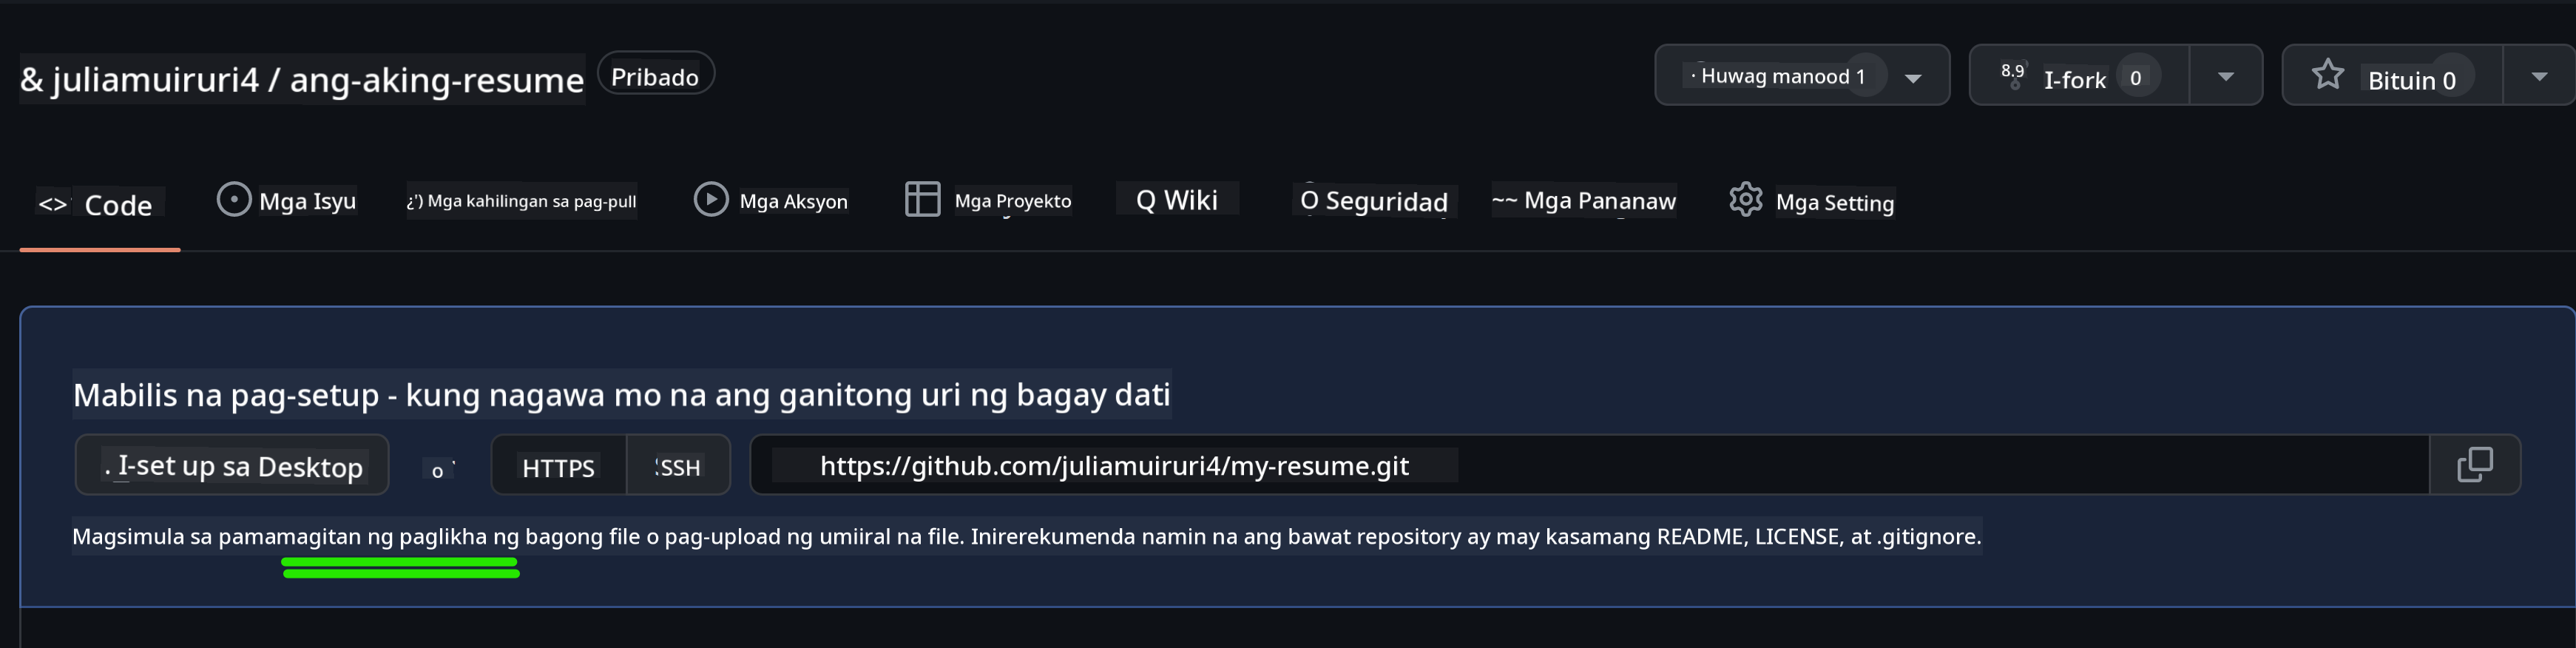 & juliamuiruri4 / ang-aking-resume Pribado · Huwag manood 1 8.9 I-fork 0 Bituin 0
<> Code Mga Isyu Mga kahilingan sa pag-pull Mga Aksyon Mga Proyekto Q Wiki O Seguridad ~~ Mga Pananaw Mga Setting
Mabilis na pag-setup - kung nagawa mo na ang ganitong uri ng bagay dati
. I-set up sa Desktop o HTTPS SSH https://github.com/juliamuiruri4/my-resume.git
Magsimula sa pamamagitan ng paglikha ng bagong file o pag-upload ng umiiral na file. Inirerekumenda namin na ang bawat repository ay may kasamang README, LICENSE, at .gitignore.